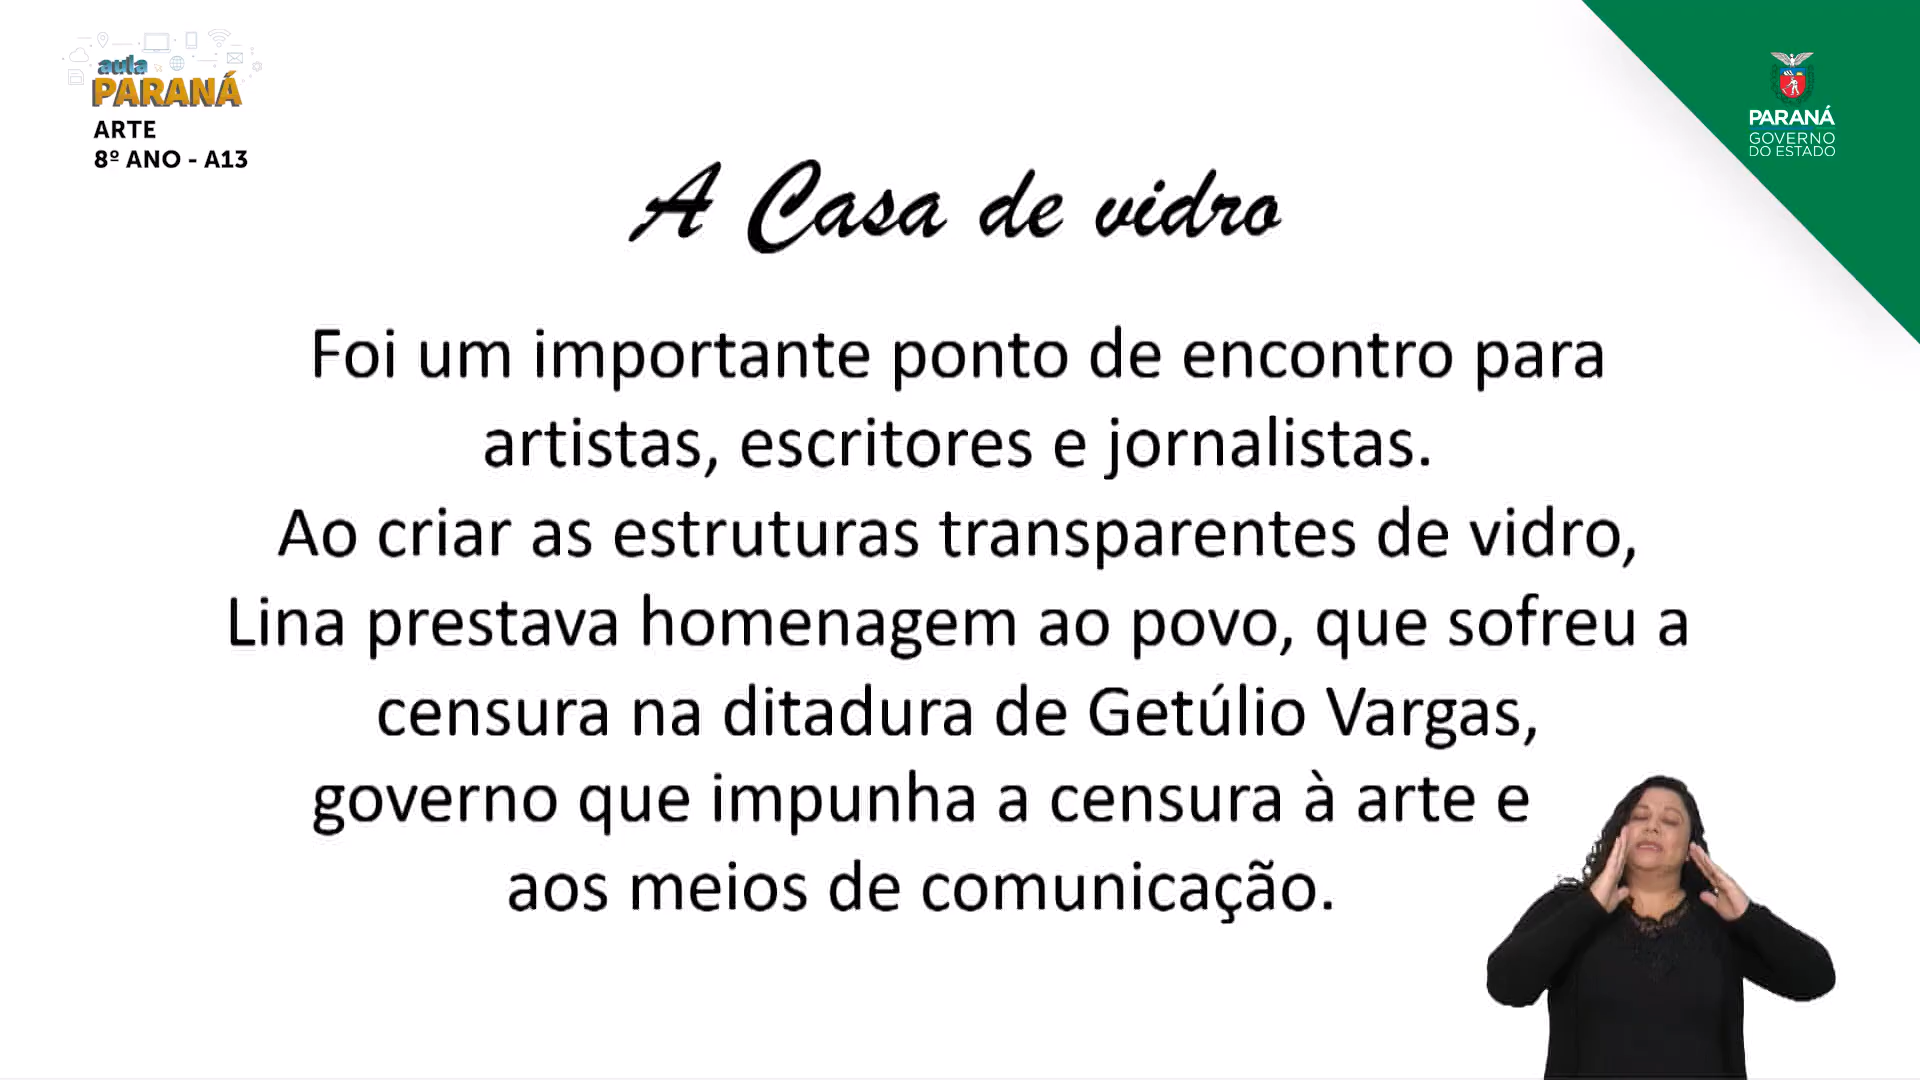 aula
PARANÁ
ARTE
8º ANO - A13
PARANÁ
GOVERNO
DO ESTADO
A Casa de vidro
Foi um importante ponto de encontro para
artistas, escritores e jornalistas.
Ao criar as estruturas transparentes de vidro,
Lina prestava homenagem ao povo, que sofreu a
censura na ditadura de Getúlio Vargas,
governo que impunha a censura à arte e
aos meios de comunicação.